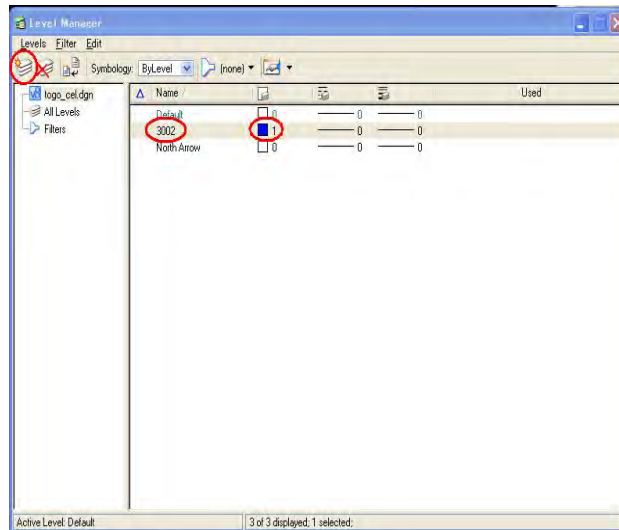 Level Manager
Levels Filter Edit
Symbology: ByLevel (none)
logo_cel.dgn
All Levels
Filters
Name Used
Default 0 0 0
3002 1 0 0
North Arrow 0 0 0
Active Level: Default 3 of 3 displayed; 1 selected;